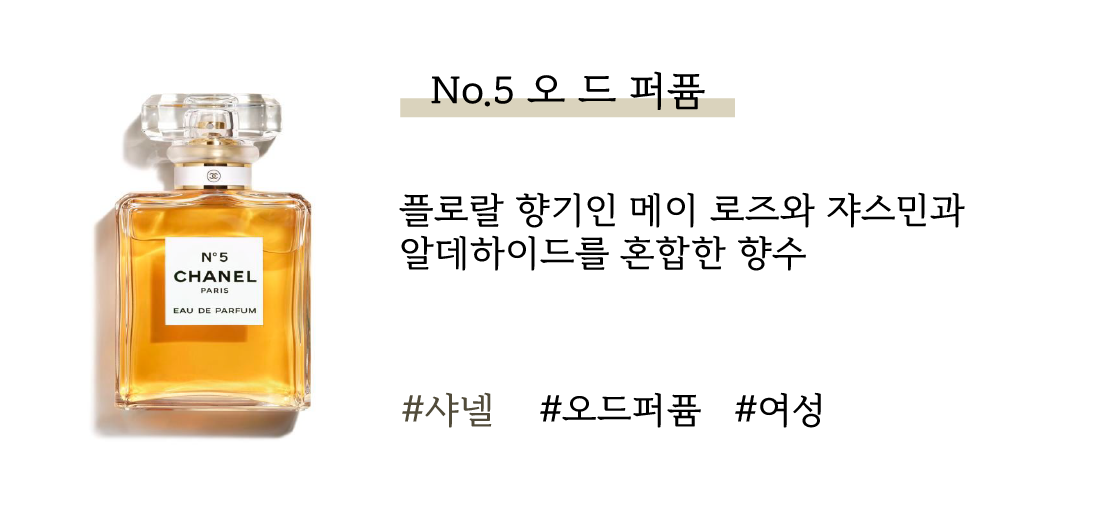 No.5 오 드 퍼퓸
N°5
CHANEL
PARIS
EAU DE PARFUM
플로랄 향기인 메이 로즈와 쟈스민과
알데하이드를 혼합한 향수
#샤넬 #오드퍼퓸 #여성